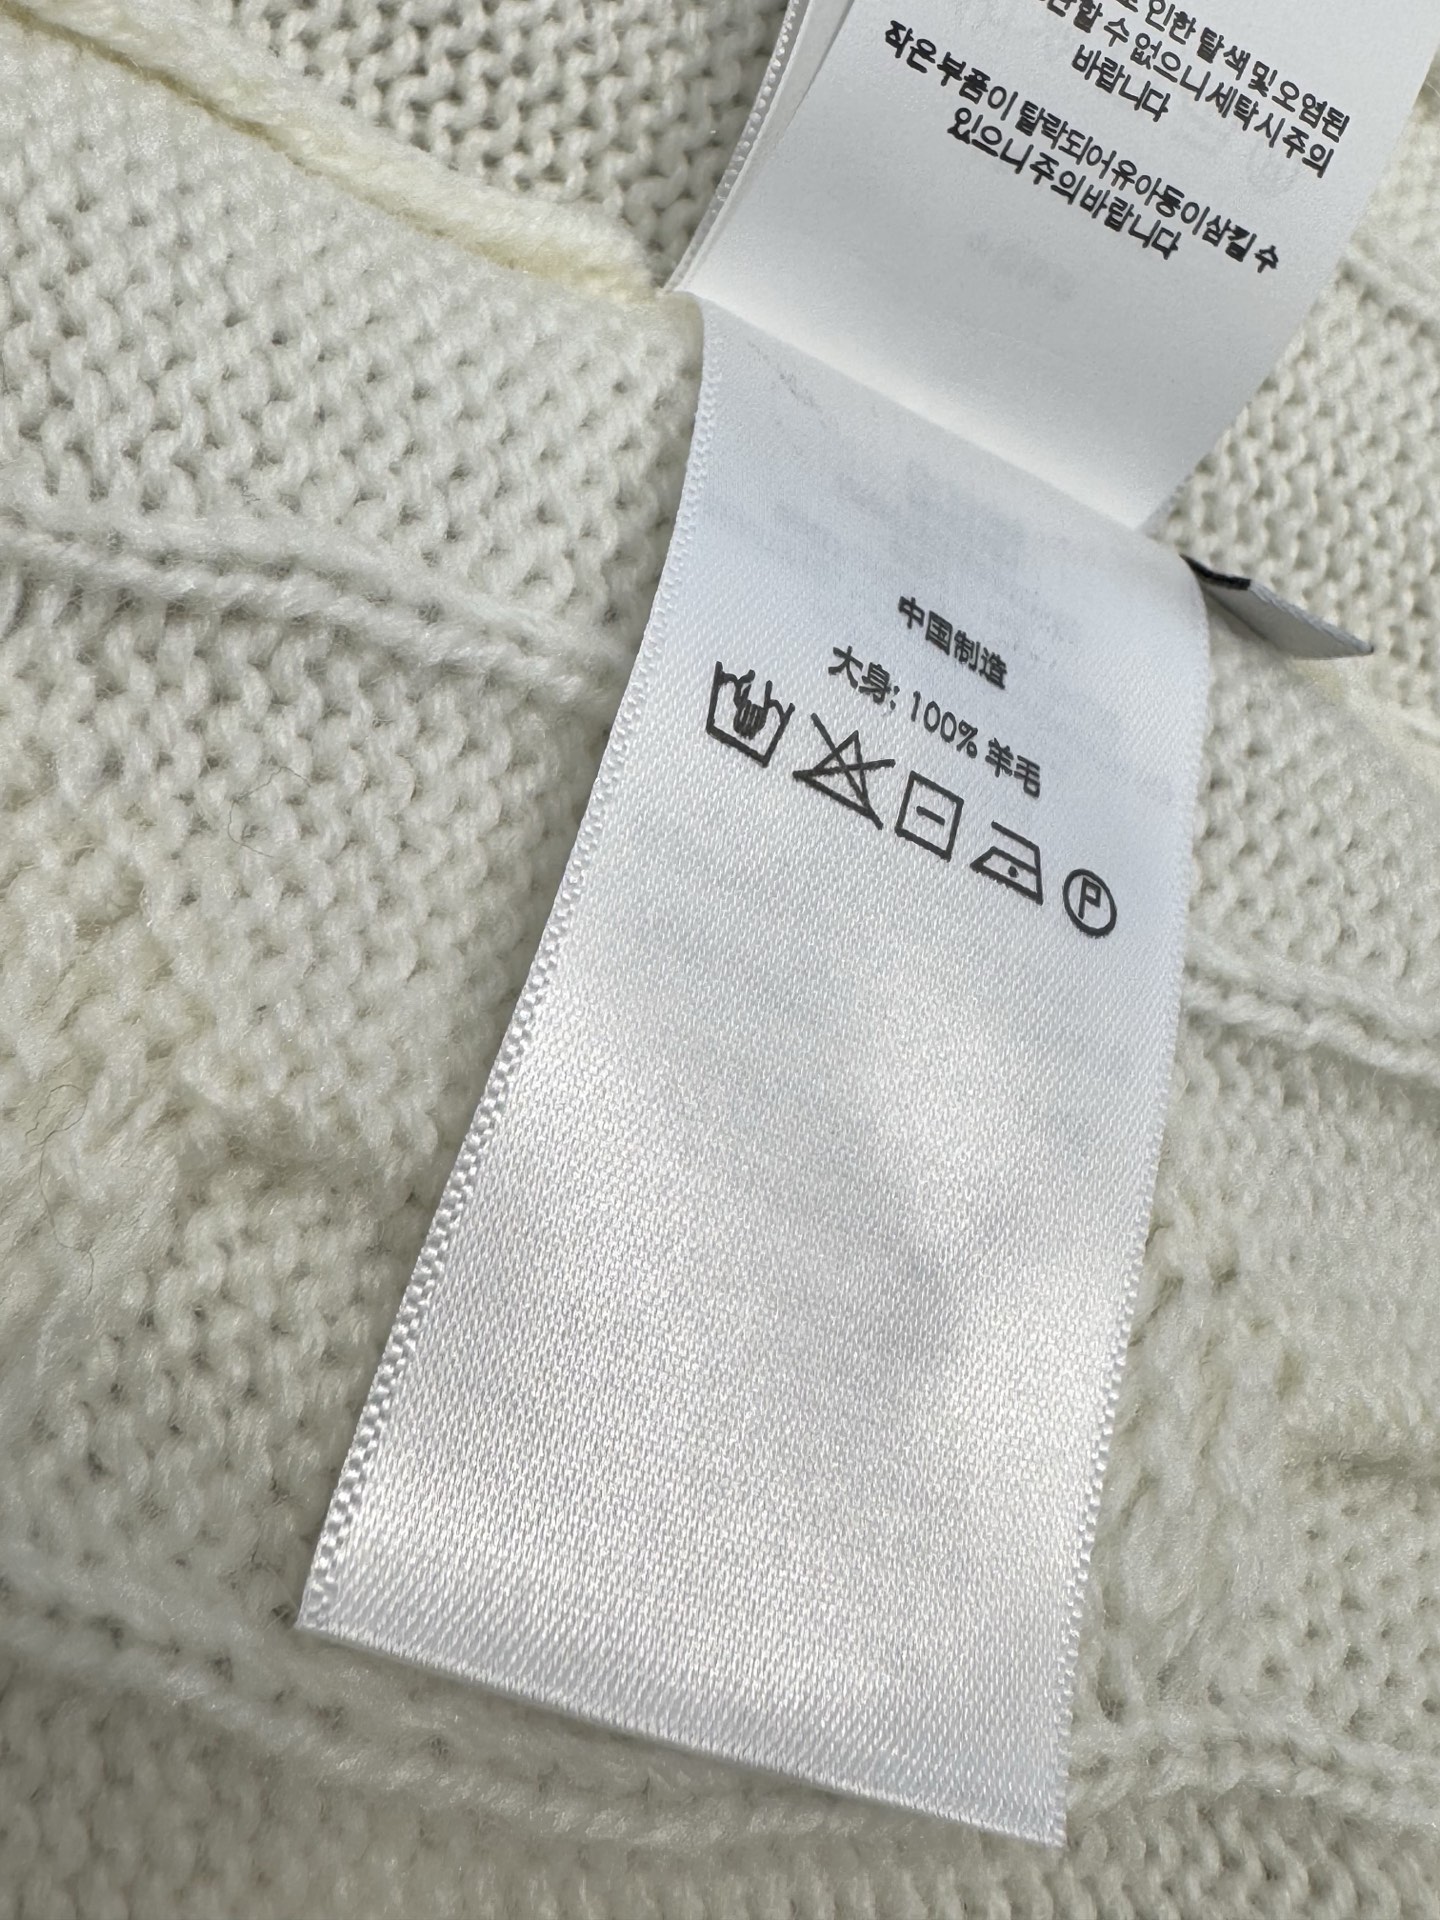 인한 탈색 및 오염된
할 수 없으니 세탁시 주의
바랍니다
작은 부품이 탈락되어 유아동이 삼킬 수
있으니 주의 바랍니다
中国制造
大身: 100% 羊毛
P